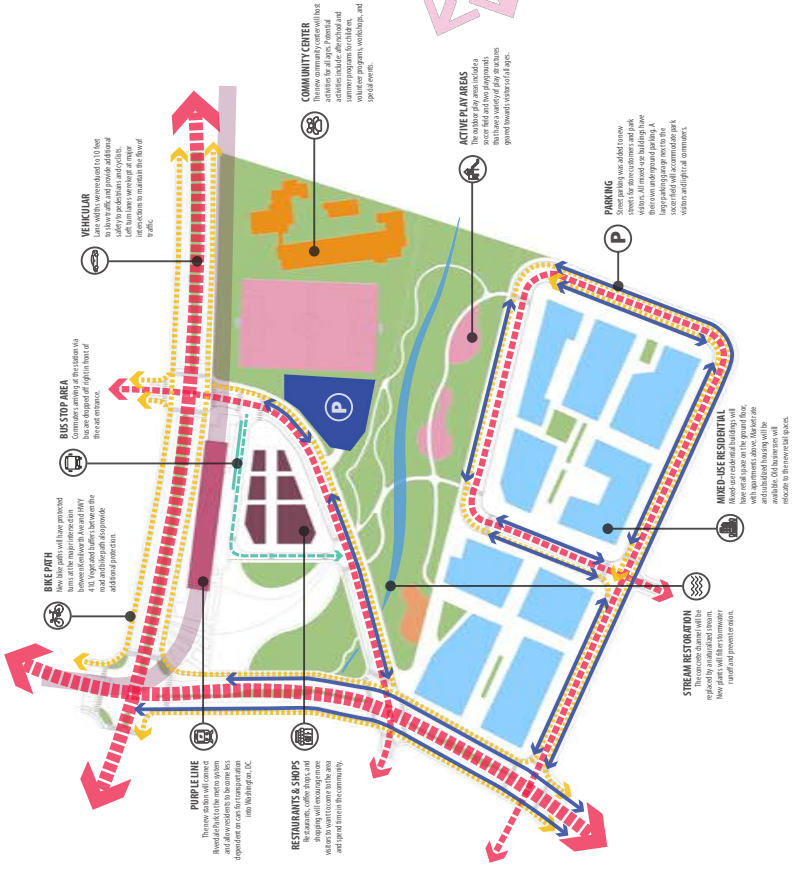 BIKE PATH
New bike paths will have protected
turns at the major intersection
between Kenilworth Ave and HWY
410. Vegetated buffers between the
road and bike path also provide
additional protection.
BUS STOP AREA
Commuters arriving at the station via
bus are dropped off right in front of
the east entrance.
VEHICULAR
Lane widths were reduced to 10 feet
to slow traffic and provide additional
safety to pedestrians and cyclists.
Left turn lanes were kept at major
intersections to maintain the flow of
traffic.
COMMUNITY CENTER
The new community center will host
activities for all ages. Potential
activities include: afterschool and
summer programs for children,
volunteer programs, workshops, and
special events.
ACTIVE PLAY AREAS
The outdoor play areas include a
soccer field and two playgrounds
that have a variety of play structures
geared towards visitors of all ages.
PARKING
Street parking was added to new
streets for store customers and park
visitors. All mixed-use buildings have
their own underground parking. A
large parking garage next to the
soccer field will accommodate park
visitors and light rail commuters.
P
P
PURPLE LINE
The new station will connect
Riverdale Park to the metro system
and allow residents to become less
dependent on cars for transportation
into Washington, DC.
RESTAURANTS & SHOPS
Restaurants, coffee shops, and
shopping will encourage more
visitors to want to come to the area
and spend time in the community.
STREAM RESTORATION
The concrete channel will be
replaced by a naturalized stream.
New plants will filter stormwater
runoff and prevent erosion.
MIXED-USE RESIDENTIAL
Mixed-use residential buildings will
have retail space on the ground floor,
with apartments above. Market rate
and subsidized housing will be
available. Old businesses will
relocate to the new retail spaces.